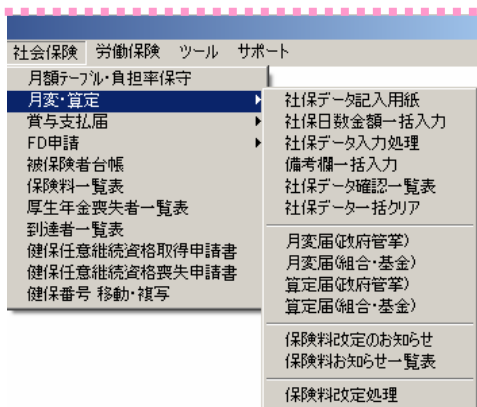 社会保険 労働保険 ツール サポート
月額テーブル・負担率保守
月変・算定
賞与支払届
FD申請
被保険者台帳
保険料一覧表
厚生年金喪失者一覧表
到達者一覧表
健保任意継続資格取得申請書
健保任意継続資格喪失申請書
健保番号 移動・複写
社保データ記入用紙
社保日数金額一括入力
社保データ入力処理
備考欄一括入力
社保データ確認一覧表
社保データ一括クリア
月変届(政府管掌)
月変届(組合・基金)
算定届(政府管掌)
算定届(組合・基金)
保険料改定のお知らせ
保険料お知らせ一覧表
保険料改定処理